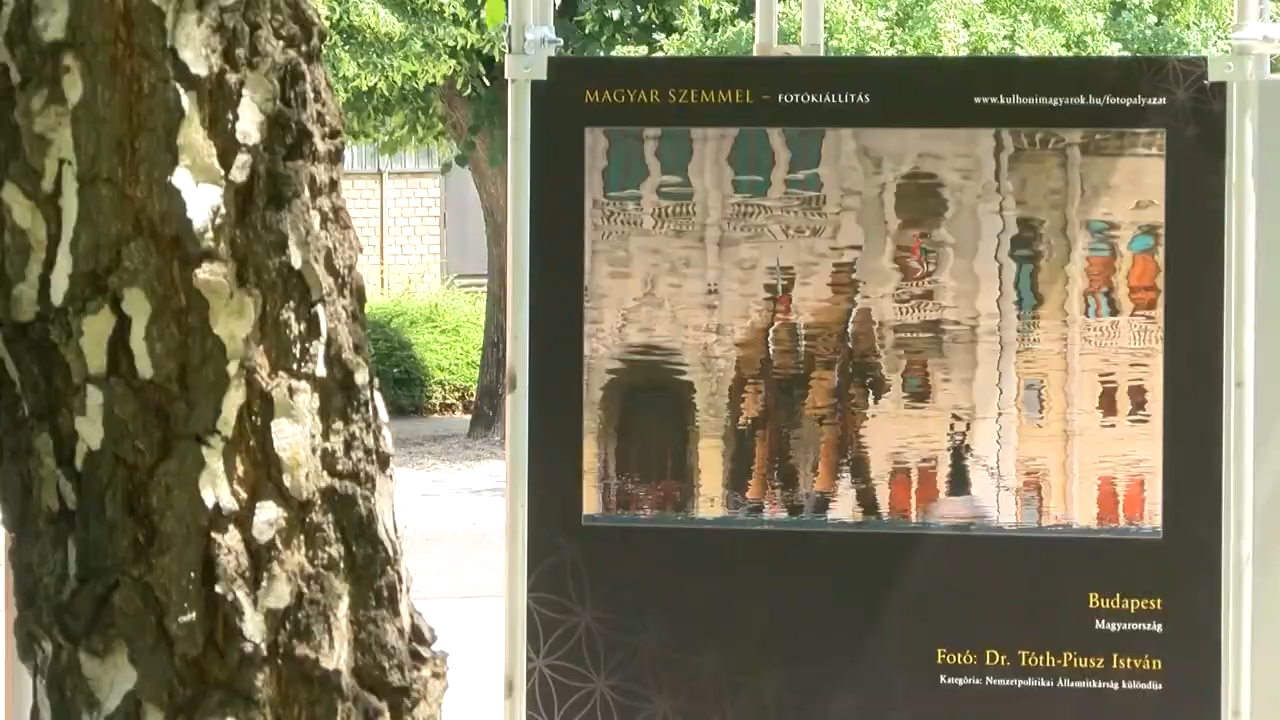 MAGYAR SZEMMEL – FOTÓKIÁLLÍTÁS www.kulhonimagyarok.hu/fotopalyazat
Budapest
Magyarország
Fotó: Dr. Tóth-Piusz István
Kategória: Nemzetpolitikai Államtitkárság különdíja